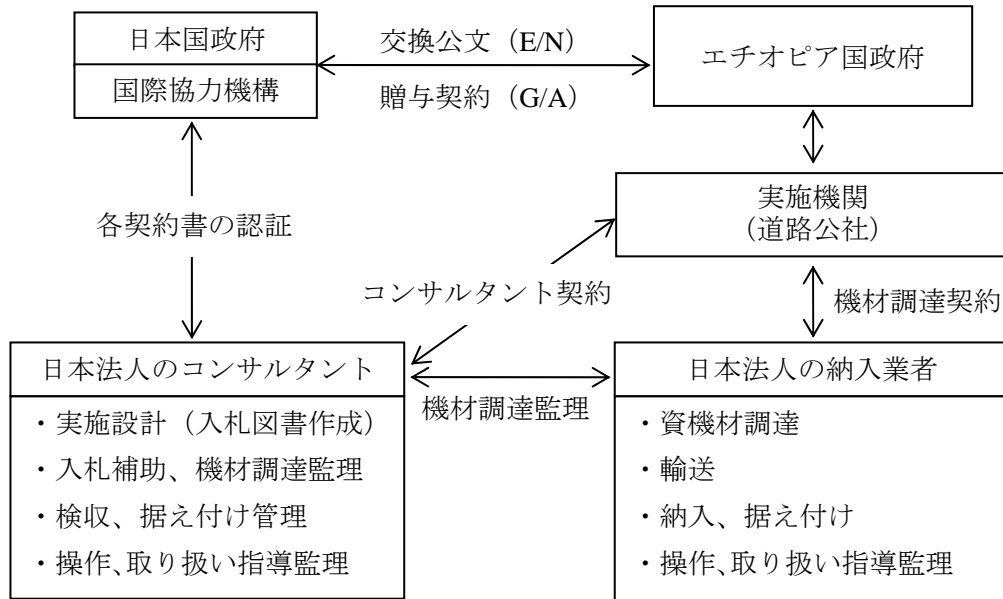 日本国政府
国際協力機構
交換公文（E/N）
贈与契約（G/A）
エチオピア国政府
各契約書の認証
実施機関
（道路公社）
コンサルタント契約
機材調達契約
日本法人のコンサルタント
・実施設計（入札図書作成）
・入札補助、機材調達監理
・検収、据え付け管理
・操作、取り扱い指導監理
機材調達監理
日本法人の納入業者
・資機材調達
・輸送
・納入、据え付け
・操作、取り扱い指導監理